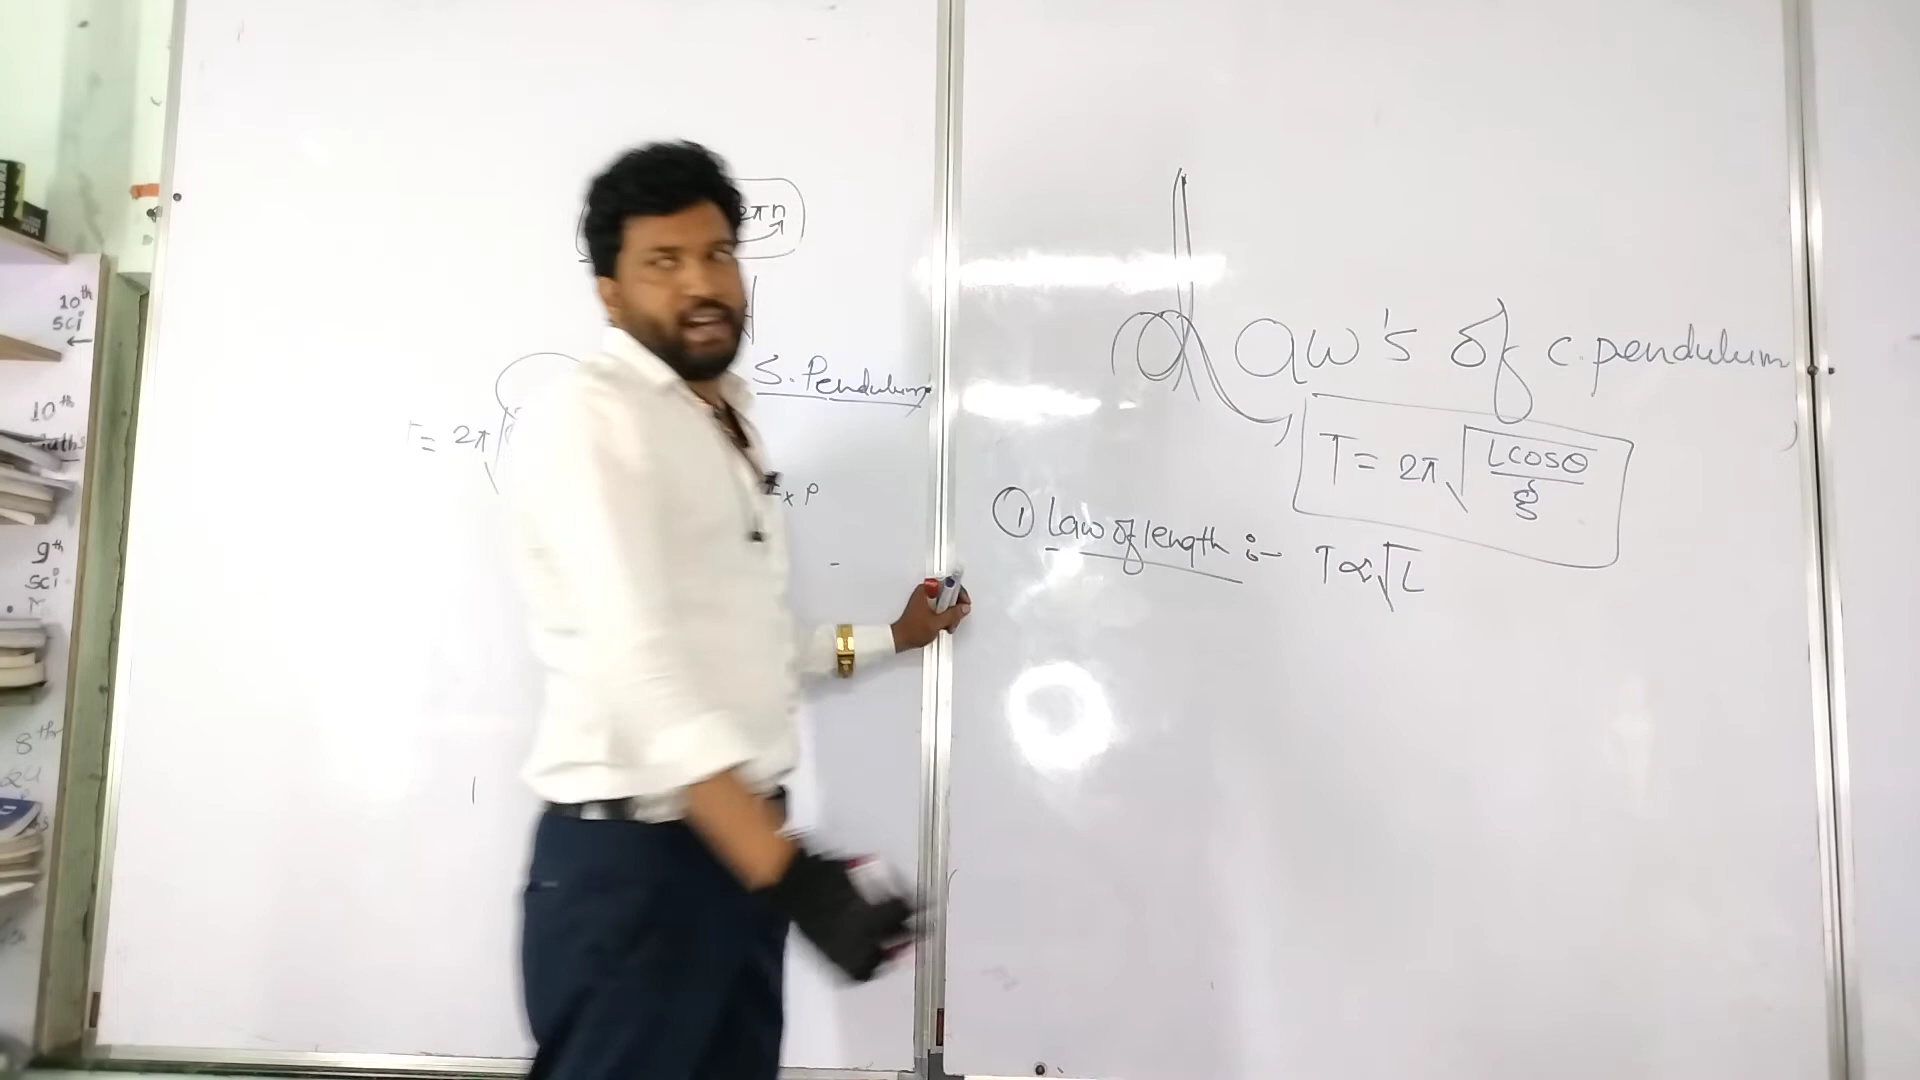 10th
sci
←
10th
9th
sci
8th
2πn
S. Pendulum
T = 2π√
Law's of c. pendulum
T = 2π√(Lcosθ/g)
① Law of length :- T ∝ √L